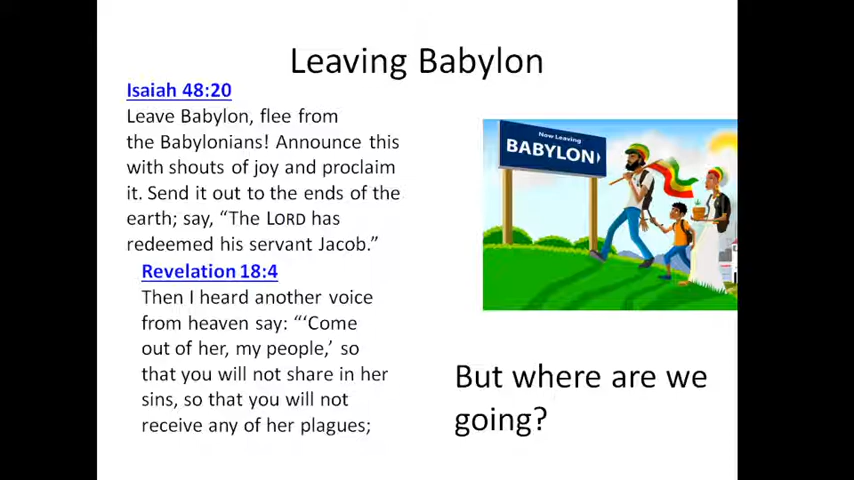 Leaving Babylon
Isaiah 48:20
Leave Babylon, flee from
the Babylonians! Announce this
with shouts of joy and proclaim
it. Send it out to the ends of the
earth; say, “The LORD has
redeemed his servant Jacob.”
Revelation 18:4
Then I heard another voice
from heaven say: “‘Come
out of her, my people,’ so
that you will not share in her
sins, so that you will not
receive any of her plagues;
Now Leaving
BABYLON
But where are we
going?